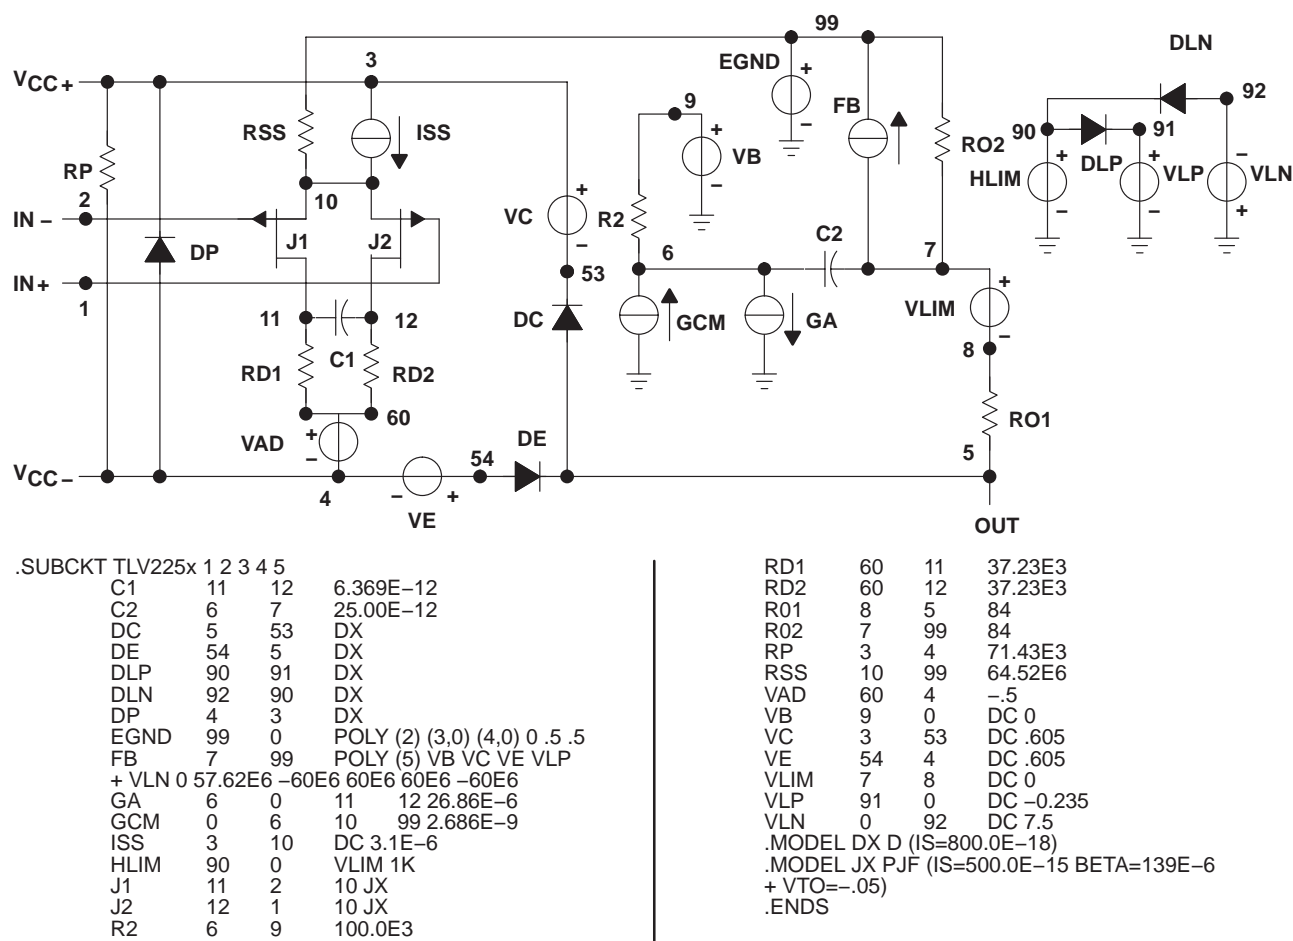 99
DLN
3
EGND
+
−
FB
VCC+
92
9
RSS
ISS
+
−
VB
90
91
RO2
DLP
RP
HLIM
+
−
+
−
VLP
−
+
VLN
2
10
+
−
VC
R2
IN −
J1
J2
C2
DP
6
7
IN+
1
53
+
−
VLIM
11
12
DC
GCM
GA
8
C1
RD1
RD2
RO1
60
VAD
+
−
DE
5
54
VCC−
4
−
+
VE
OUT
.SUBCKT TLV225x 1 2 3 4 5
C1 11 12 6.369E−12
C2 6 7 25.00E−12
DC 5 53 DX
DE 54 5 DX
DLP 90 91 DX
DLN 92 90 DX
DP 4 3 DX
EGND 99 0 POLY (2) (3,0) (4,0) 0 .5 .5
FB 7 99 POLY (5) VB VC VE VLP
+ VLN 0 57.62E6 −60E6 60E6 60E6 −60E6
GA 6 0 11 12 26.86E−6
GCM 0 6 10 99 2.686E−9
ISS 3 10 DC 3.1E−6
HLIM 90 0 VLIM 1K
J1 11 2 10 JX
J2 12 1 10 JX
R2 6 9 100.0E3
RD1 60 11 37.23E3
RD2 60 12 37.23E3
R01 8 5 84
R02 7 99 84
RP 3 4 71.43E3
RSS 10 99 64.52E6
VAD 60 4 −.5
VB 9 0 DC 0
VC 3 53 DC .605
VE 54 4 DC .605
VLIM 7 8 DC 0
VLP 91 0 DC −0.235
VLN 0 92 DC 7.5
.MODEL DX D (IS=800.0E−18)
.MODEL JX PJF (IS=500.0E−15 BETA=139E−6
+ VTO=−.05)
.ENDS